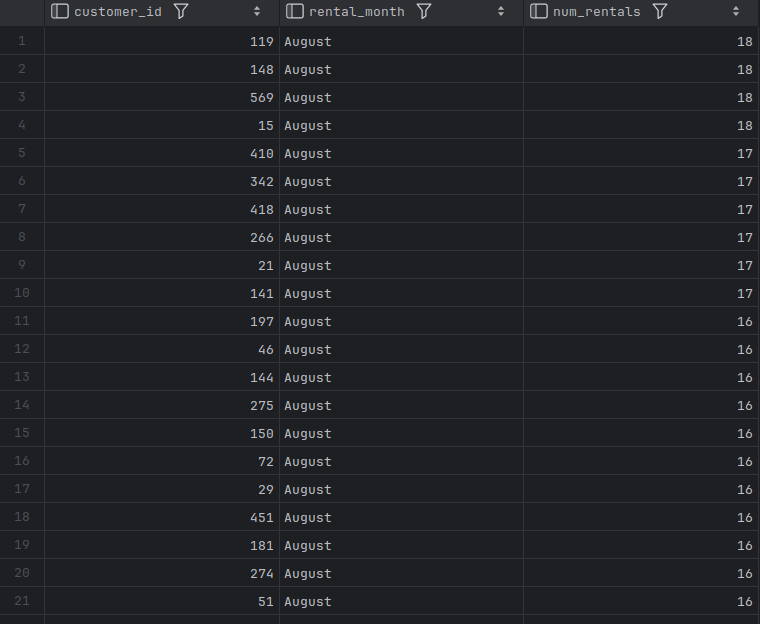 customer_id rental_month num_rentals
1 119 August 18
2 148 August 18
3 569 August 18
4 15 August 18
5 410 August 17
6 342 August 17
7 418 August 17
8 266 August 17
9 21 August 17
10 141 August 17
11 197 August 16
12 46 August 16
13 144 August 16
14 275 August 16
15 150 August 16
16 72 August 16
17 29 August 16
18 451 August 16
19 181 August 16
20 274 August 16
21 51 August 16